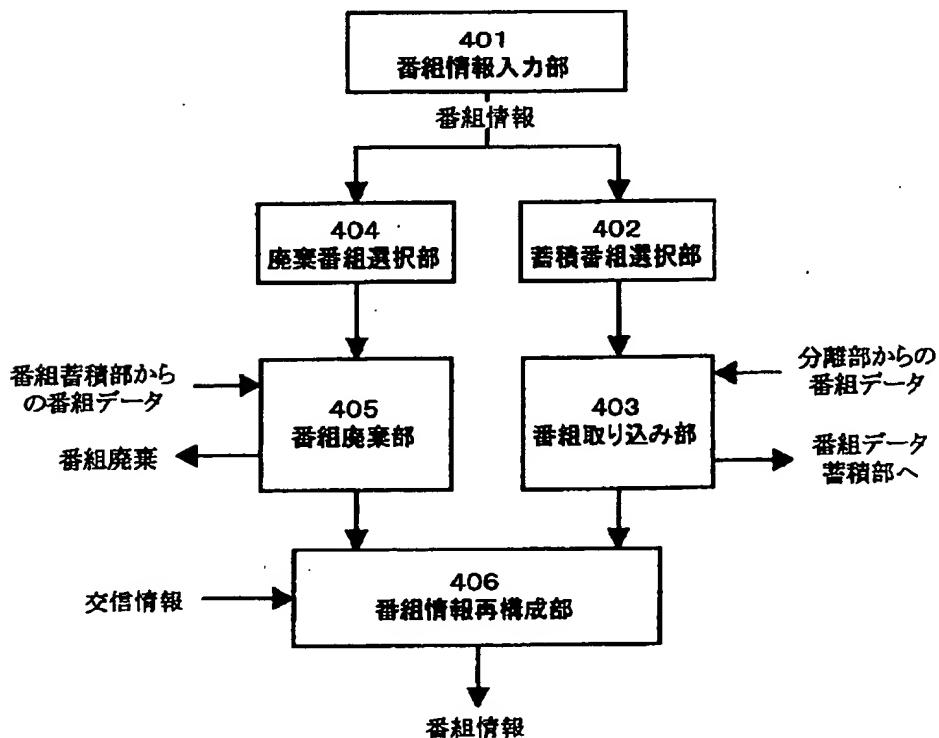 401
番組情報入力部
番組情報
404
廃棄番組選択部
402
蓄積番組選択部
番組蓄積部から
の番組データ
405
番組廃棄部
番組廃棄
403
番組取り込み部
分離部からの
番組データ
番組データ
蓄積部へ
交信情報
406
番組情報再構成部
番組情報